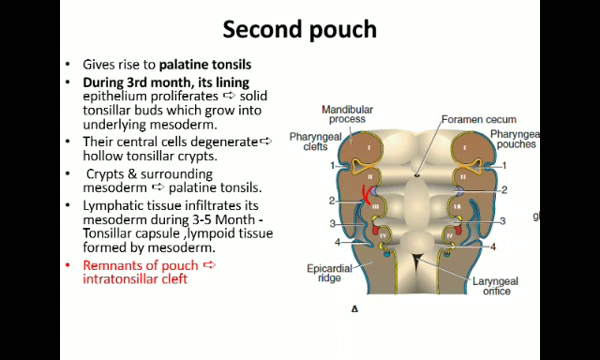 Second pouch
• Gives rise to palatine tonsils
• During 3rd month, its lining
epithelium proliferates ⇨ solid
tonsillar buds which grow into
underlying mesoderm.
• Their central cells degenerate⇨
hollow tonsillar crypts.
• Crypts & surrounding
mesoderm ⇨ palatine tonsils.
• Lymphatic tissue infiltrates its
mesoderm during 3-5 Month -
Tonsillar capsule ,lympoid tissue
formed by mesoderm.
• Remnants of pouch ⇨
intratonsillar cleft
Mandibular
process
Foramen cecum
Pharyngeal
clefts
Pharyngeal
pouches
I
I
1
1
II
II
2
2
III
III
3
3
IV
IV
4
4
Epicardial
ridge
Laryngeal
orifice
A